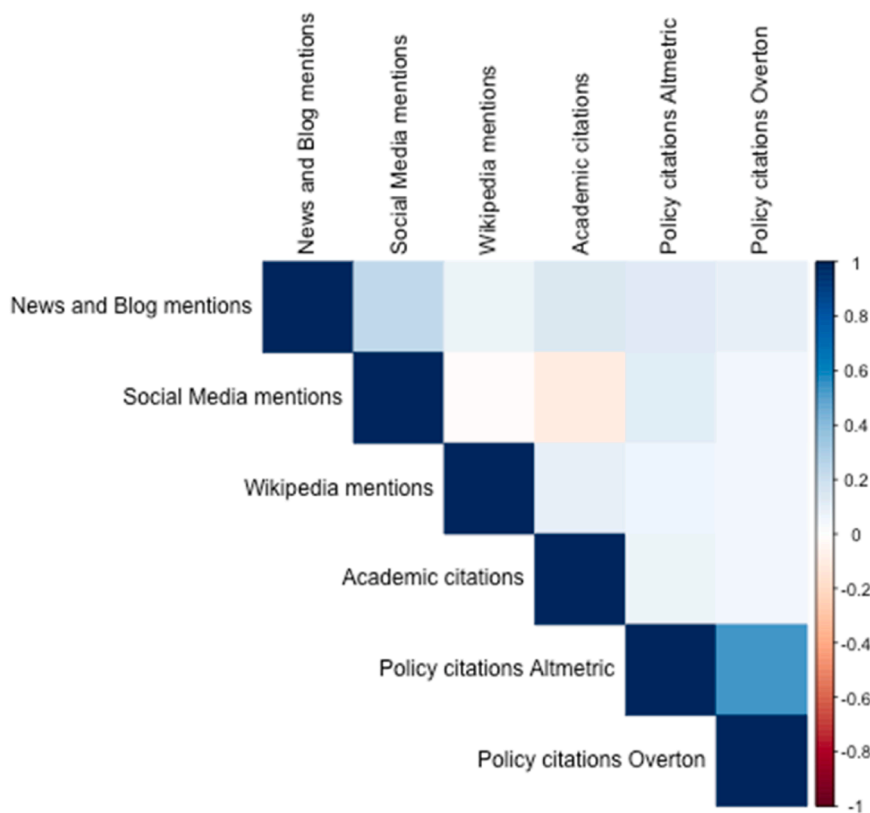 News and Blog mentions
Social Media mentions
Wikipedia mentions
Academic citations
Policy citations Altmetric
Policy citations Overton
News and Blog mentions
Social Media mentions
Wikipedia mentions
Academic citations
Policy citations Altmetric
Policy citations Overton
1
0.8
0.6
0.4
0.2
0
-0.2
-0.4
-0.6
-0.8
-1